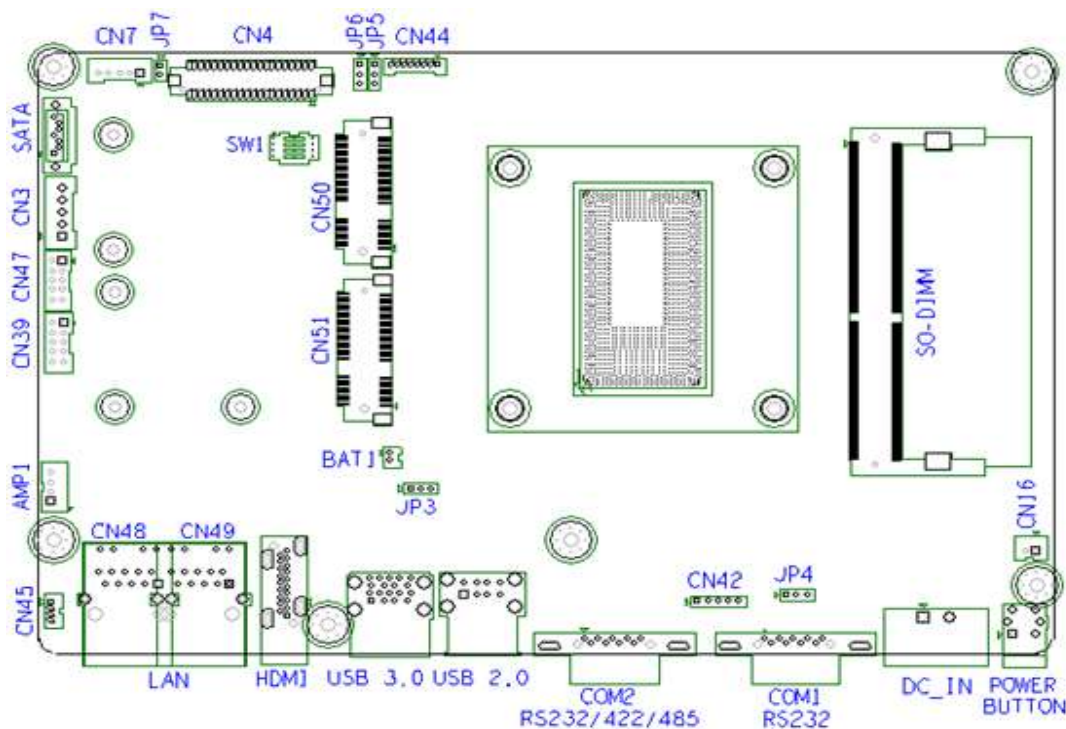 CN7
JP7
CN4
JP6
JP5
CN44
SATA
SW1
CN3
CN50
CN47
CN51
CN39
SO-DIMM
BAT1
AMP1
JP3
CN16
CN48
CN49
CN45
CN42
JP4
LAN
HDMI
USB 3.0
USB 2.0
COM2
RS232/422/485
COM1
RS232
DC_IN
POWER
BUTTON